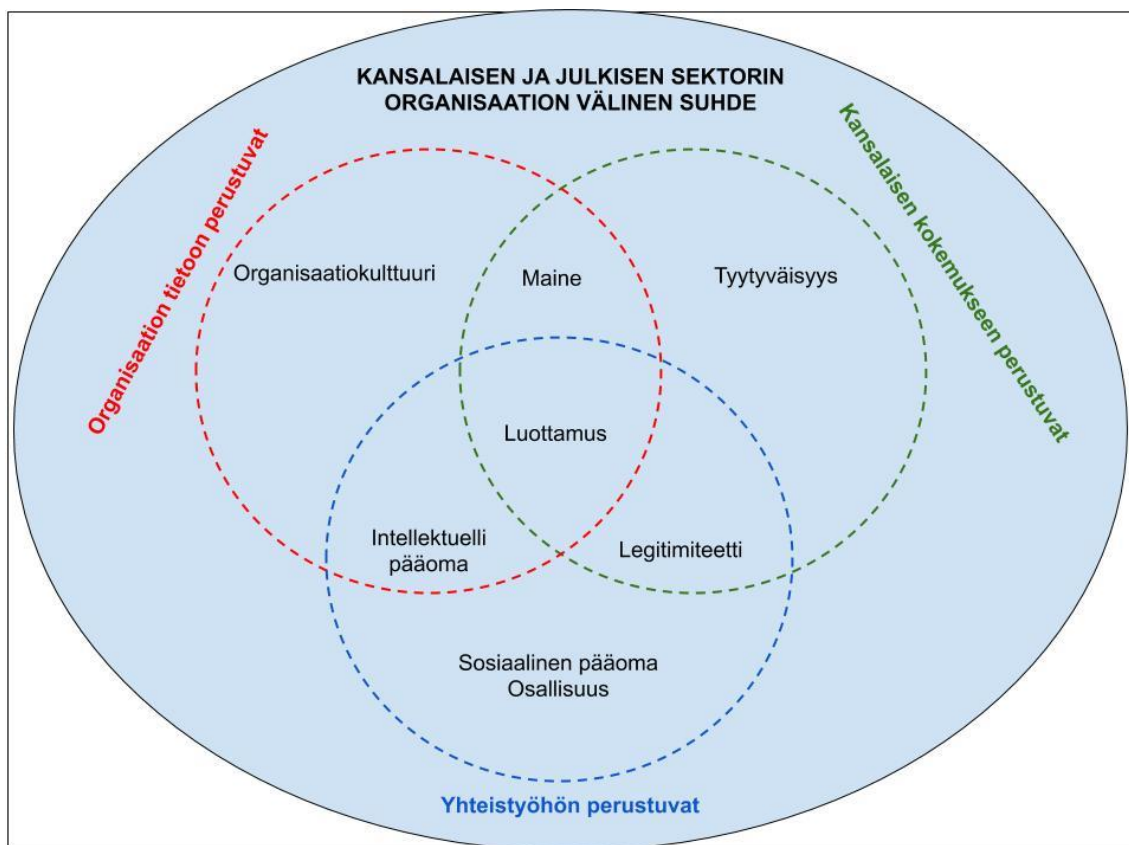 KANSALAISEN JA JULKISEN SEKTORIN
ORGANISAATION VÄLINEN SUHDE
Organisaation tietoon perustuvat
Kansalaisen kokemukseen perustuvat
Organisaatiokulttuuri
Maine
Tyytyväisyys
Luottamus
Intellektuelli
pääoma
Legitimiteetti
Sosiaalinen pääoma
Osallisuus
Yhteistyöhön perustuvat